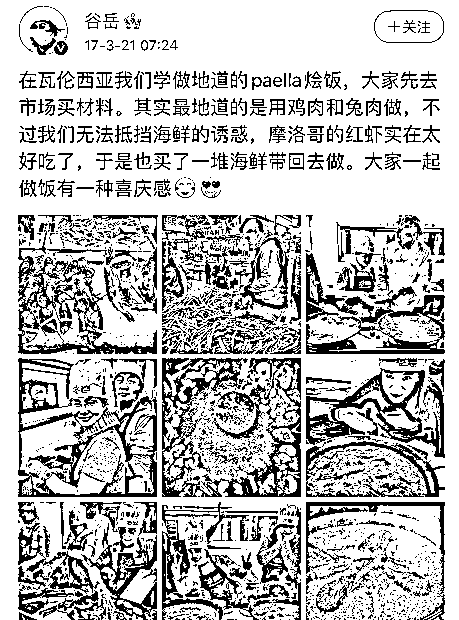 谷岳
17-3-21 07:24
+关注
在瓦伦西亚我们学做地道的paella烩饭，大家先去
市场买材料。其实最地道的是用鸡肉和兔肉做，不
过我们无法抵挡海鲜的诱惑，摩洛哥的红虾实在太
好吃了，于是也买了一堆海鲜带回去做。大家一起
做饭有一种喜庆感😊😍